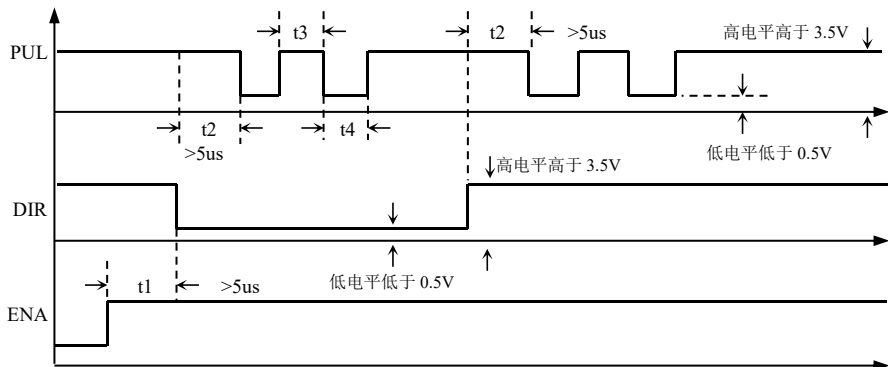 t3
t2
>5us
高电平高于 3.5V
PUL
t2
t4
>5us
低电平低于 0.5V
高电平高于 3.5V
DIR
t1
>5us
低电平低于 0.5V
ENA